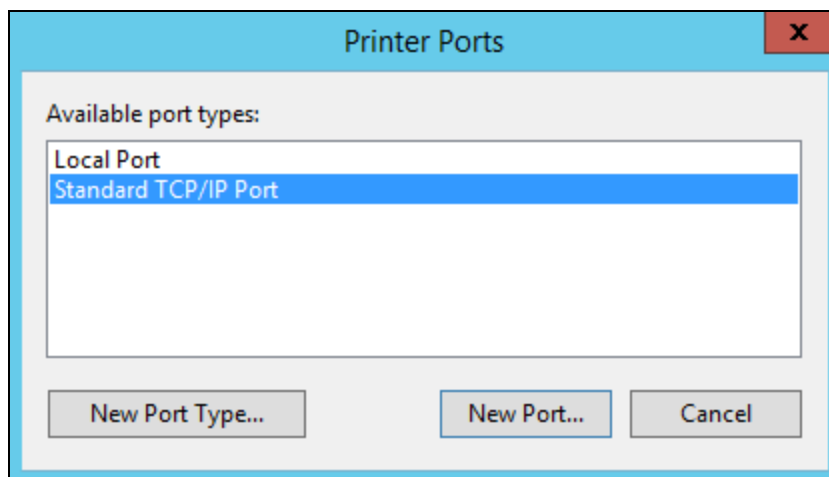 Printer Ports
x
Available port types:
Local Port
Standard TCP/IP Port
New Port Type... New Port... Cancel